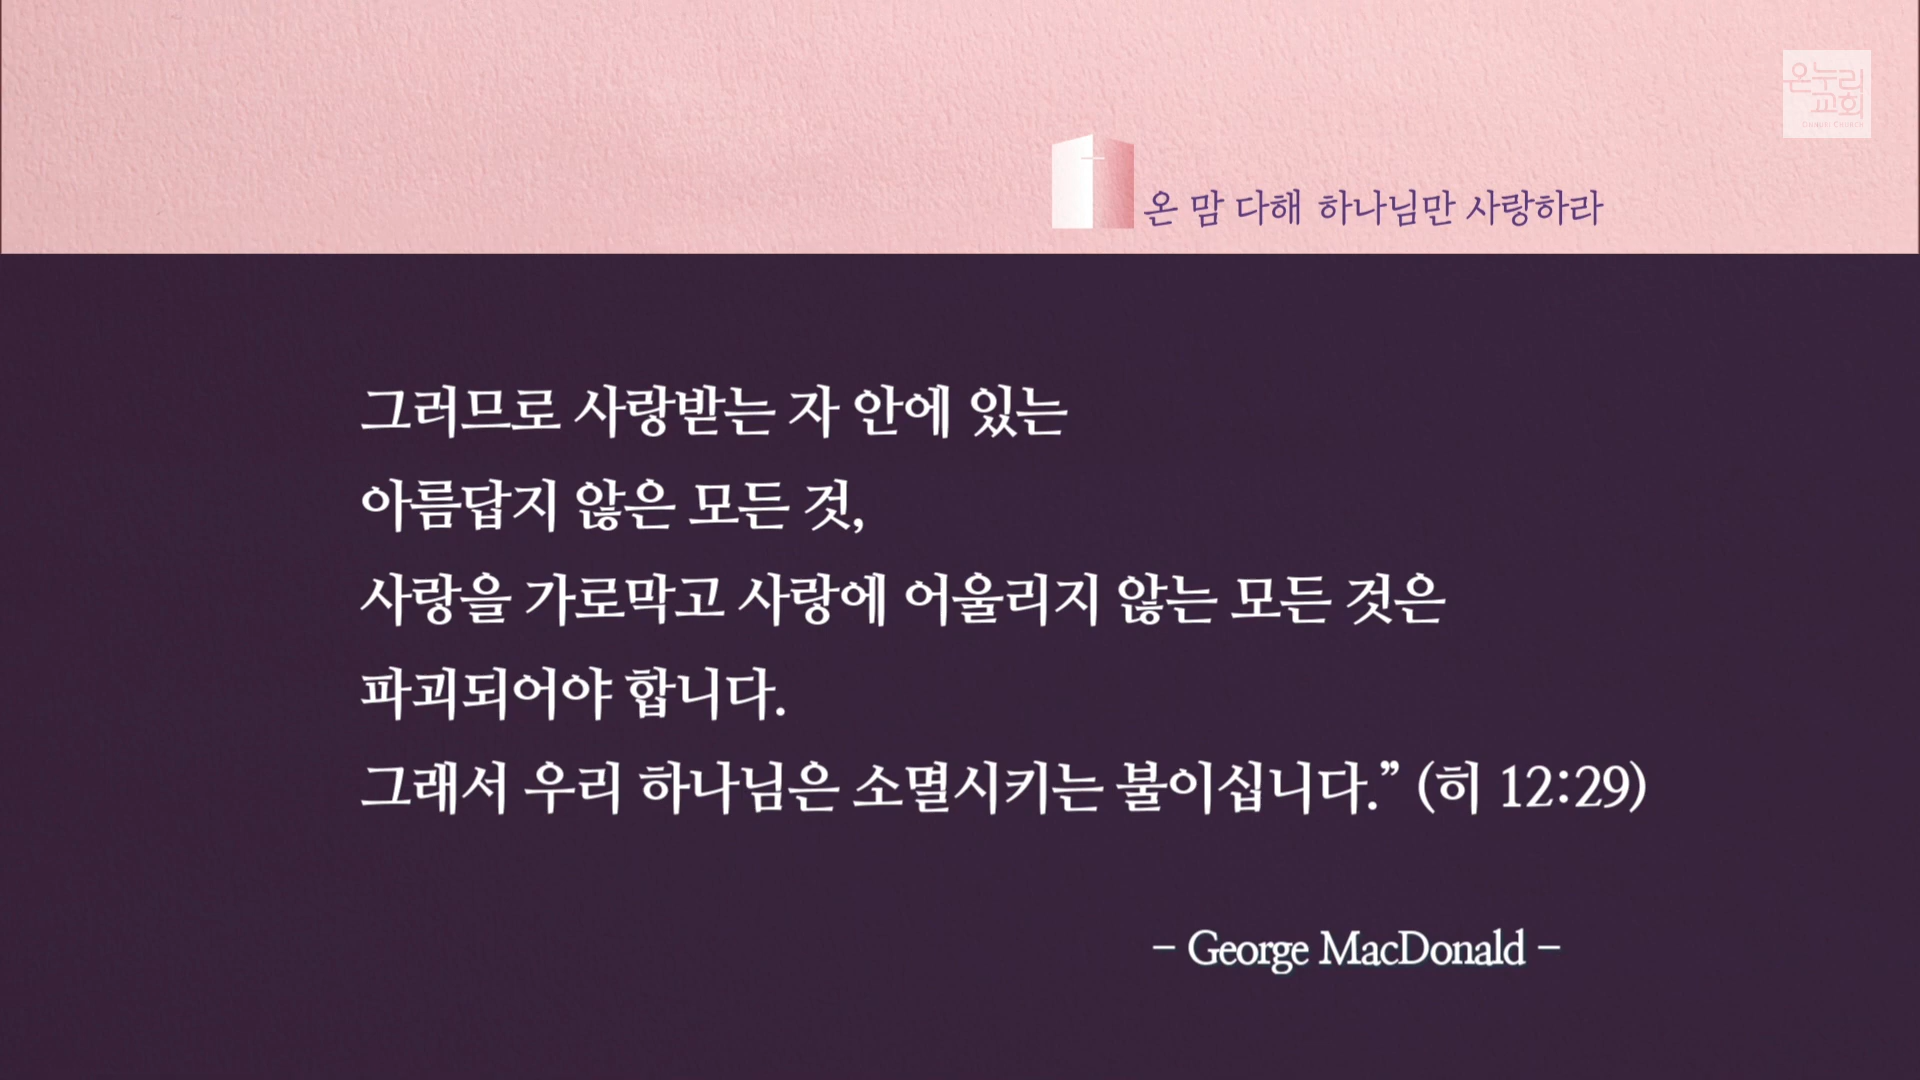 온누리
교회
ONNURI CHURCH
온 맘 다해 하나님만 사랑하라
그러므로 사랑받는 자 안에 있는
아름답지 않은 모든 것,
사랑을 가로막고 사랑에 어울리지 않는 모든 것은
파괴되어야 합니다.
그래서 우리 하나님은 소멸시키는 불이십니다.” (히 12:29)
– George MacDonald –